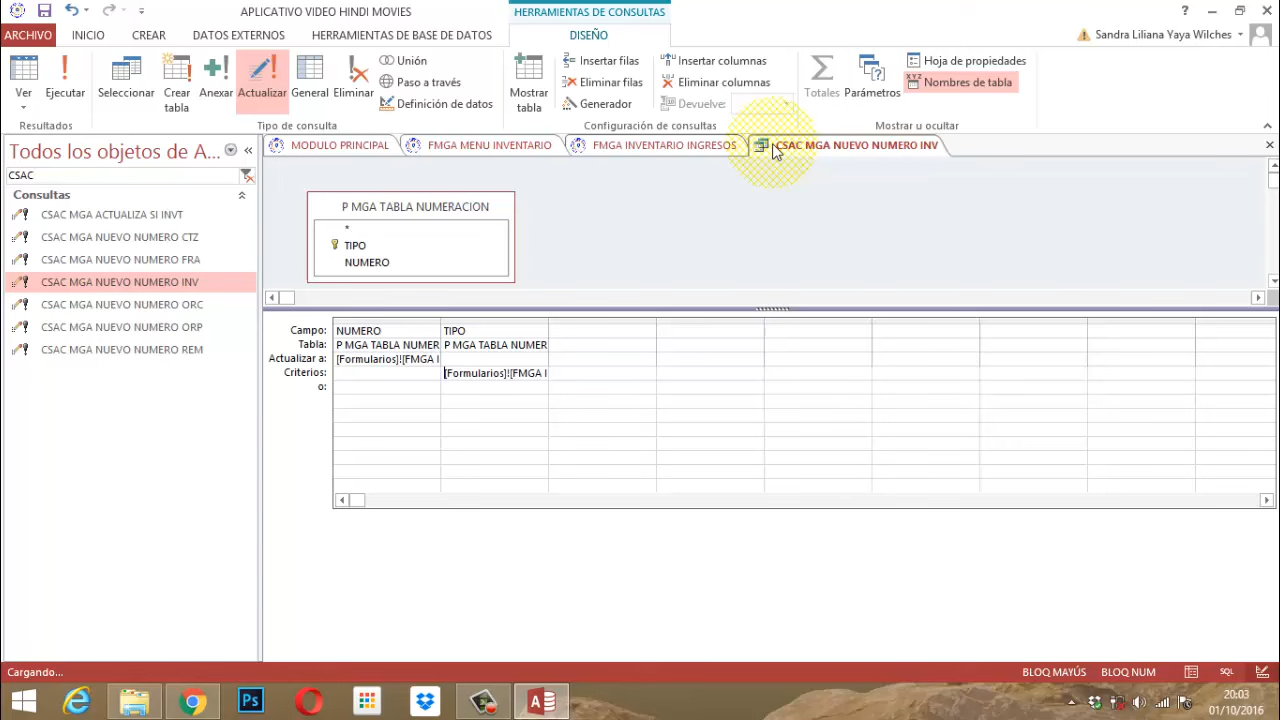 APLICATIVO VIDEO HINDI MOVIES
HERRAMIENTAS DE CONSULTAS
?
ARCHIVO INICIO CREAR DATOS EXTERNOS HERRAMIENTAS DE BASE DE DATOS DISEÑO
Sandra Liliana Yaya Wilches
Ver
Ejecutar
Resultados
Seleccionar
Crear
tabla
Anexar
Actualizar
General
Eliminar
Unión
Paso a través
Definición de datos
Tipo de consulta
Mostrar
tabla
Insertar filas
Eliminar filas
Generador
Insertar columnas
Eliminar columnas
Devuelve:
Configuración de consultas
Totales
Parámetros
Hoja de propiedades
XYZ Nombres de tabla
Mostrar u ocultar
MODULO PRINCIPAL
FMGA MENU INVENTARIO
FMGA INVENTARIO INGRESOS
CSAC MGA NUEVO NUMERO INV
Todos los objetos de A...
CSAC
Consultas
CSAC MGA ACTUALIZA SI INVT
CSAC MGA NUEVO NUMERO CTZ
CSAC MGA NUEVO NUMERO FRA
CSAC MGA NUEVO NUMERO INV
CSAC MGA NUEVO NUMERO ORC
CSAC MGA NUEVO NUMERO ORP
CSAC MGA NUEVO NUMERO REM
P MGA TABLA NUMERACION
*
TIPO
NUMERO
Campo: NUMERO TIPO
Tabla: P MGA TABLA NUMER P MGA TABLA NUMER
Actualizar a: [Formularios]![FMGA I
Criterios: [Formularios]![FMGA I
o:
Cargando...
BLOQ MAYÚS BLOQ NUM SQL
Ps
20:03
01/10/2016